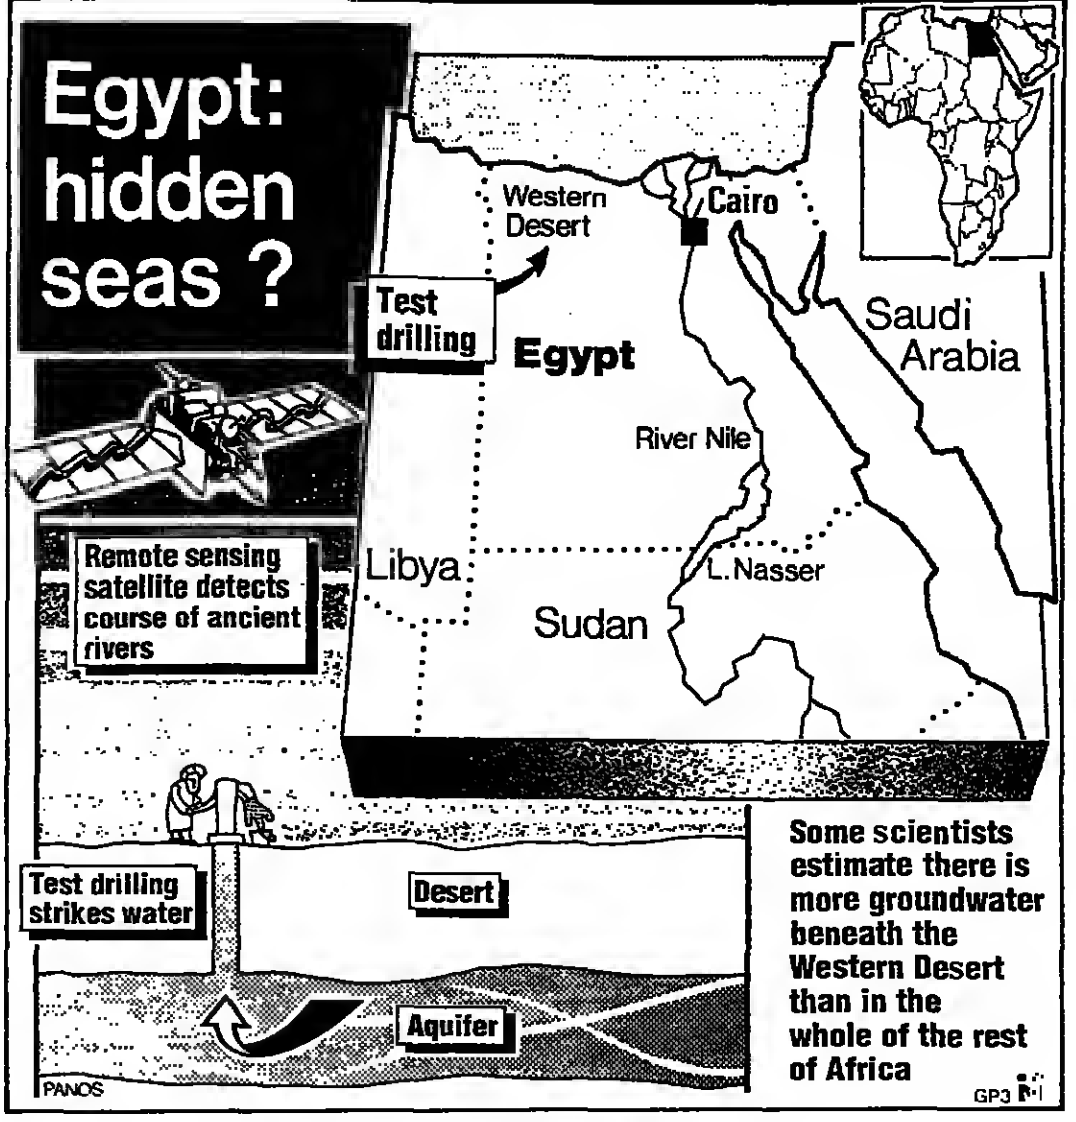 Egypt:
hidden
seas ?
Western
Desert
Cairo
Test
drilling
Egypt
Saudi
Arabia
River Nile
Remote sensing
satellite detects
course of ancient
rivers
Libya
L. Nasser
Sudan
Test drilling
strikes water
Desert
Aquifer
Some scientists
estimate there is
more groundwater
beneath the
Western Desert
than in the
whole of the rest
of Africa
PANOS
GP3